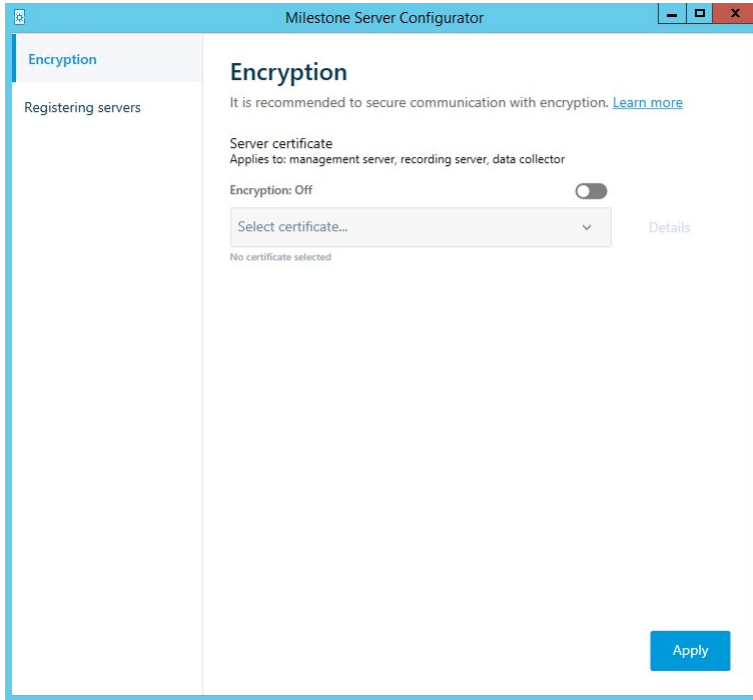 Milestone Server Configurator
Encryption
Registering servers
Encryption
It is recommended to secure communication with encryption. Learn more
Server certificate
Applies to: management server, recording server, data collector
Encryption: Off
Select certificate...
Details
No certificate selected
Apply